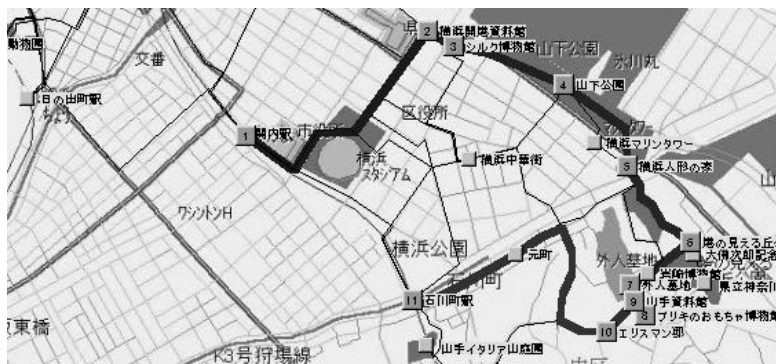 動物園
交番
日の出町駅
1
関内駅
市役所
2
横浜開港資料館
3
シルク博物館
山下公園
氷川丸
4
山下公園
区役所
横浜中華街
横浜マリンタワー
5
横浜人形の家
横浜
スタジアム
ワシントンH
横浜公園
元町
石川町
11
石川町駅
山手イタリア山庭園
6
港の見える丘公
大佛次郎記念
外人墓地
岩崎博物館
7
外人墓地
県立神奈川
9
山手資料館
8
ブリキのおもちゃ博物館
10
エリスマン邸
K3号狩場線
東橋
中区